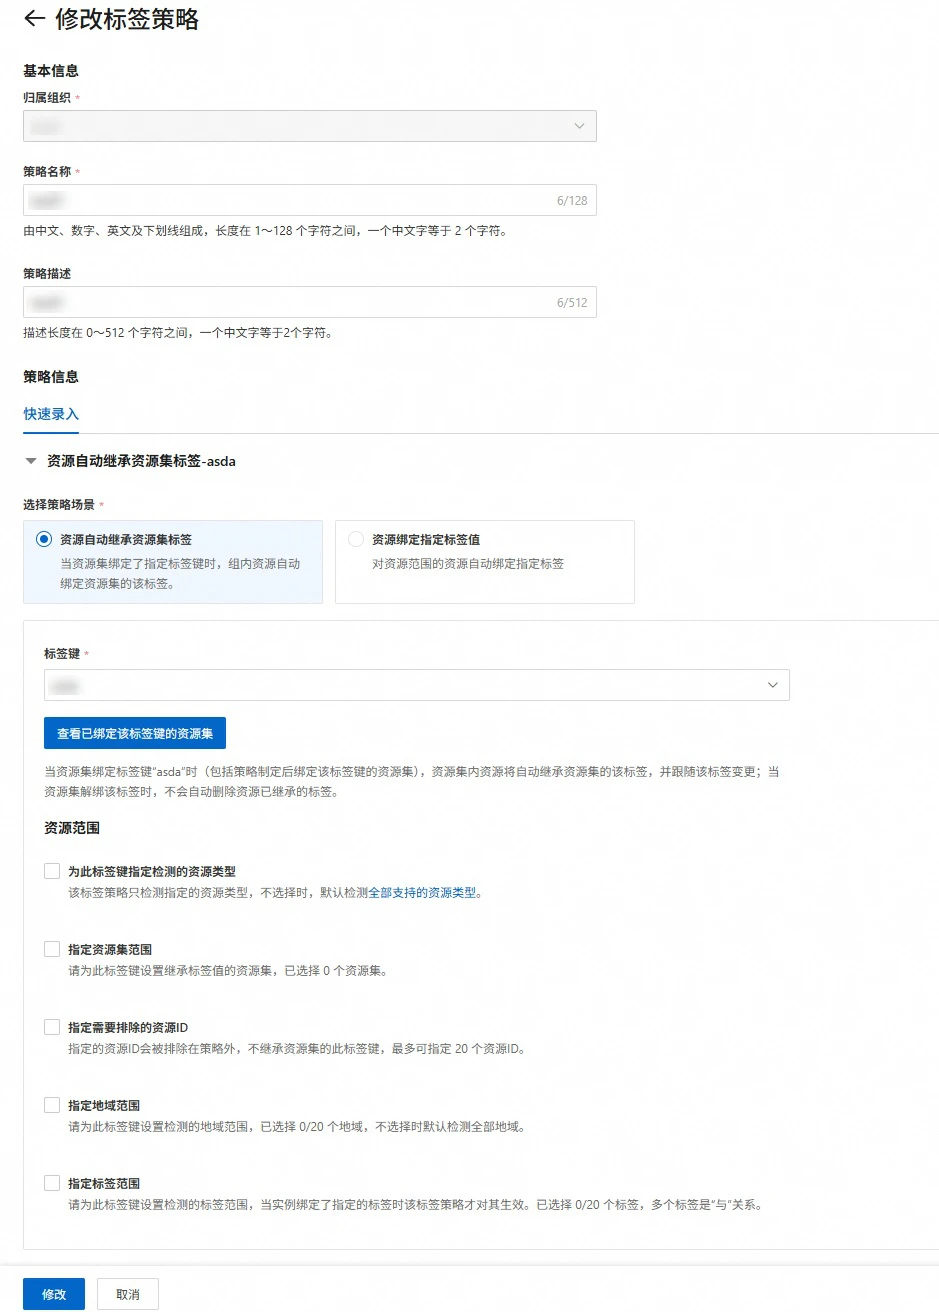 修改标签策略
基本信息
归属组织 *
策略名称 *
6/128
由中文、数字、英文及下划线组成，长度在 1～128 个字符之间，一个中文字等于 2 个字符。
策略描述
6/512
描述长度在 0～512 个字符之间，一个中文字等于2个字符。
策略信息
快速录入
资源自动继承资源集标签-asda
选择策略场景 *
资源自动继承资源集标签
当资源集绑定了指定标签键时，组内资源自动
绑定资源集的该标签。
资源绑定指定标签值
对资源范围的资源自动绑定指定标签
标签键 *
查看已绑定该标签键的资源集
当资源集绑定标签键“asda”时（包括策略制定后绑定该标签键的资源集），资源集内资源将自动继承资源集的该标签，并跟随该标签变更；当
资源集解绑该标签时，不会自动删除资源已继承的标签。
资源范围
为此标签键指定检测的资源类型
该标签策略只检测指定的资源类型，不选择时，默认检测全部支持的资源类型。
指定资源集范围
请为此标签键设置继承标签值的资源集，已选择 0 个资源集。
指定需要排除的资源ID
指定的资源ID会被排除在策略外，不继承资源集的此标签键，最多可指定 20 个资源ID。
指定地域范围
请为此标签键设置检测的地域范围，已选择 0/20 个地域，不选择时默认检测全部地域。
指定标签范围
请为此标签键设置检测的标签范围，当实例绑定了指定的标签时该标签策略才对其生效。已选择 0/20 个标签，多个标签是“与”关系。
修改
取消